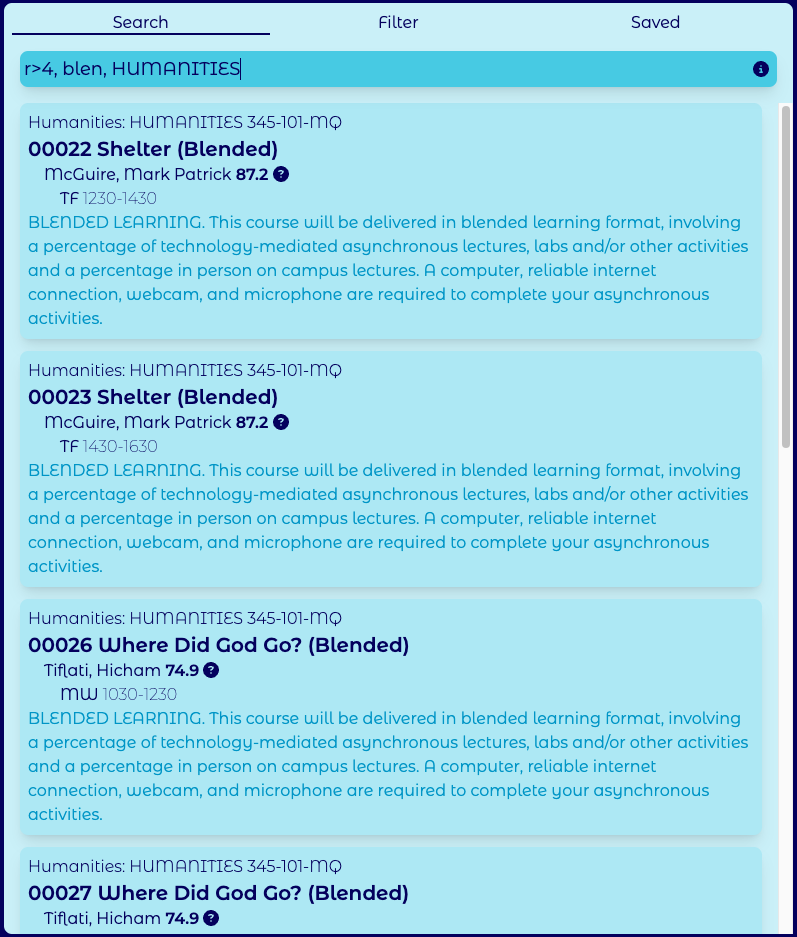 Search Filter Saved
r>4, blen, HUMANITIES
Humanities: HUMANITIES 345-101-MQ
00022 Shelter (Blended)
McGuire, Mark Patrick 87.2 ?
TF 1230-1430
BLENDED LEARNING. This course will be delivered in blended learning format, involving
a percentage of technology-mediated asynchronous lectures, labs and/or other activities
and a percentage in person on campus lectures. A computer, reliable internet
connection, webcam, and microphone are required to complete your asynchronous
activities.
Humanities: HUMANITIES 345-101-MQ
00023 Shelter (Blended)
McGuire, Mark Patrick 87.2 ?
TF 1430-1630
BLENDED LEARNING. This course will be delivered in blended learning format, involving
a percentage of technology-mediated asynchronous lectures, labs and/or other activities
and a percentage in person on campus lectures. A computer, reliable internet
connection, webcam, and microphone are required to complete your asynchronous
activities.
Humanities: HUMANITIES 345-101-MQ
00026 Where Did God Go? (Blended)
Tiflati, Hicham 74.9 ?
MW 1030-1230
BLENDED LEARNING. This course will be delivered in blended learning format, involving
a percentage of technology-mediated asynchronous lectures, labs and/or other activities
and a percentage in person on campus lectures. A computer, reliable internet
connection, webcam, and microphone are required to complete your asynchronous
activities.
Humanities: HUMANITIES 345-101-MQ
00027 Where Did God Go? (Blended)
Tiflati, Hicham 74.9 ?